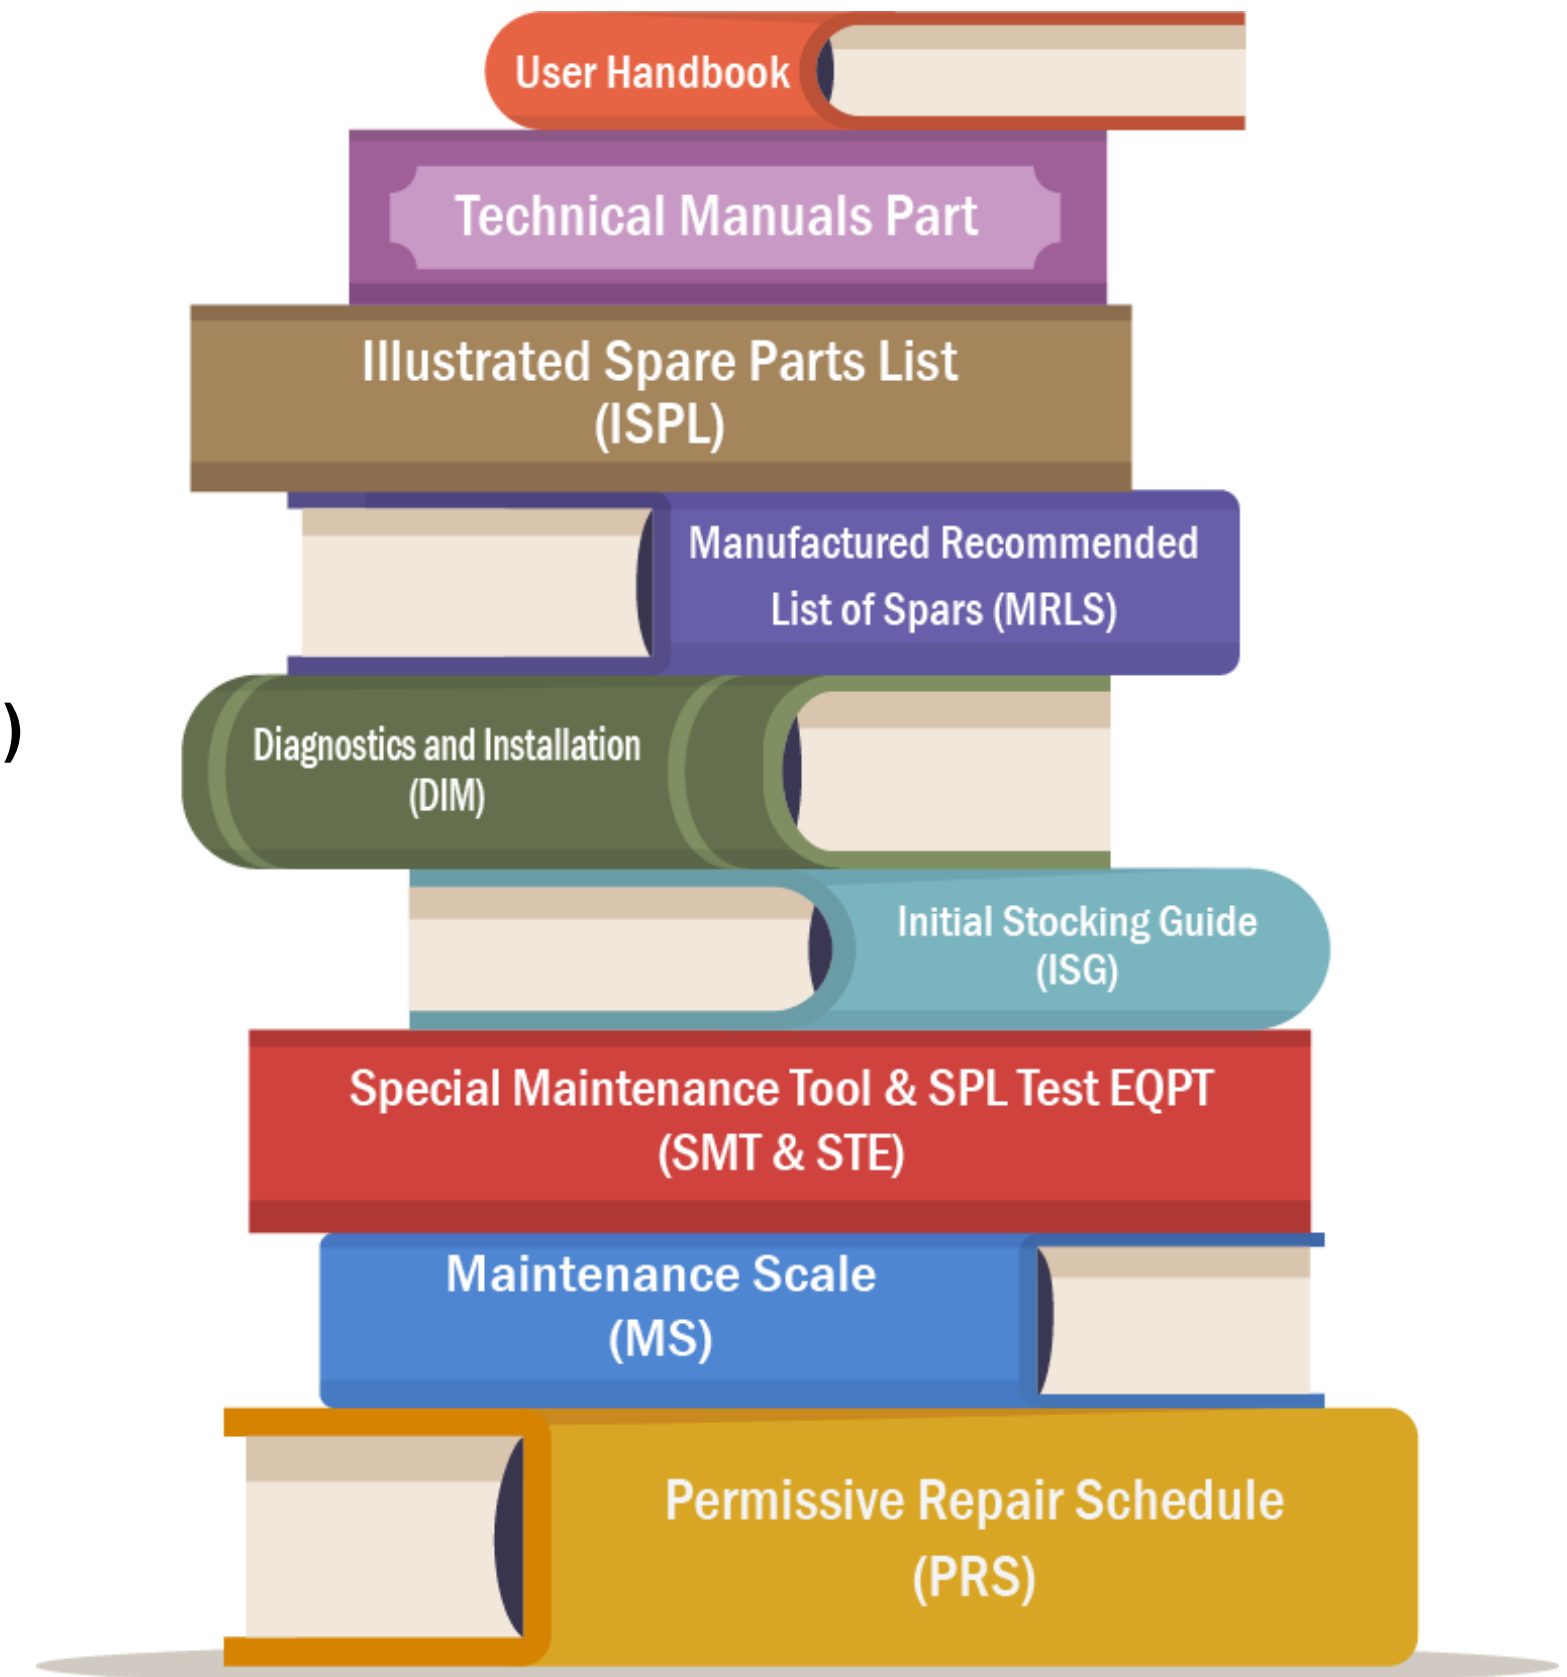 User Handbook
Technical Manuals Part
Illustrated Spare Parts List
(ISPL)
Manufactured Recommended
List of Spars (MRLS)
)
Diagnostics and Installation
(DIM)
Initial Stocking Guide
(ISG)
Special Maintenance Tool & SPL Test EQPT
(SMT & STE)
Maintenance Scale
(MS)
Permissive Repair Schedule
(PRS)